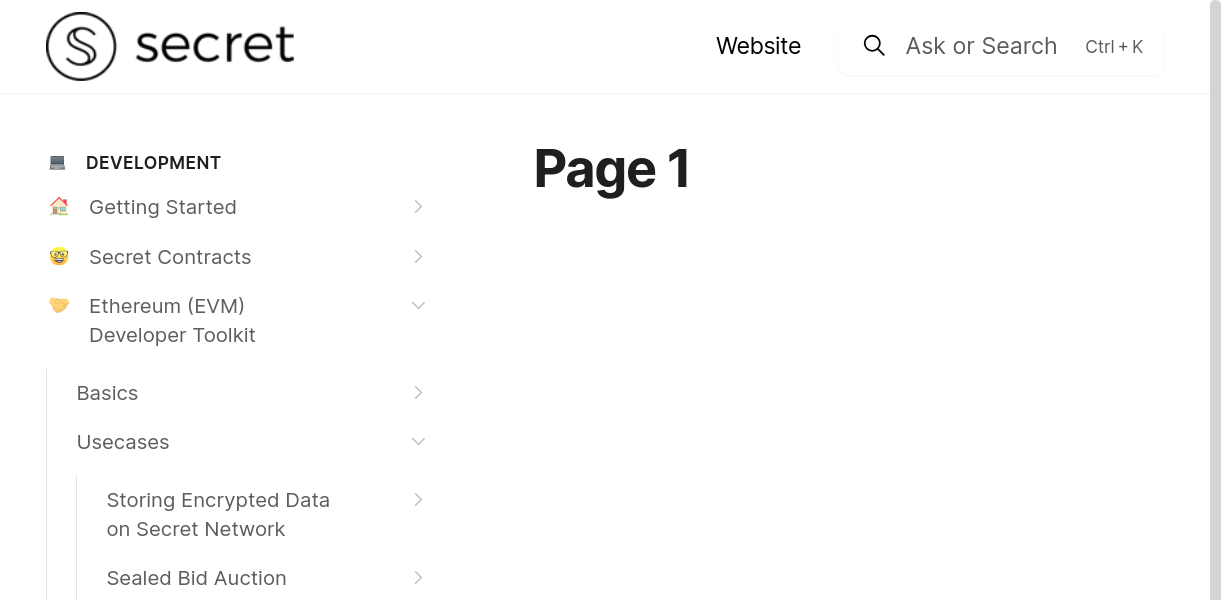 secret
Website
Ask or Search
Ctrl + K
DEVELOPMENT
Getting Started
Secret Contracts
Ethereum (EVM)
Developer Toolkit
Basics
Usecases
Storing Encrypted Data
on Secret Network
Sealed Bid Auction
Page 1